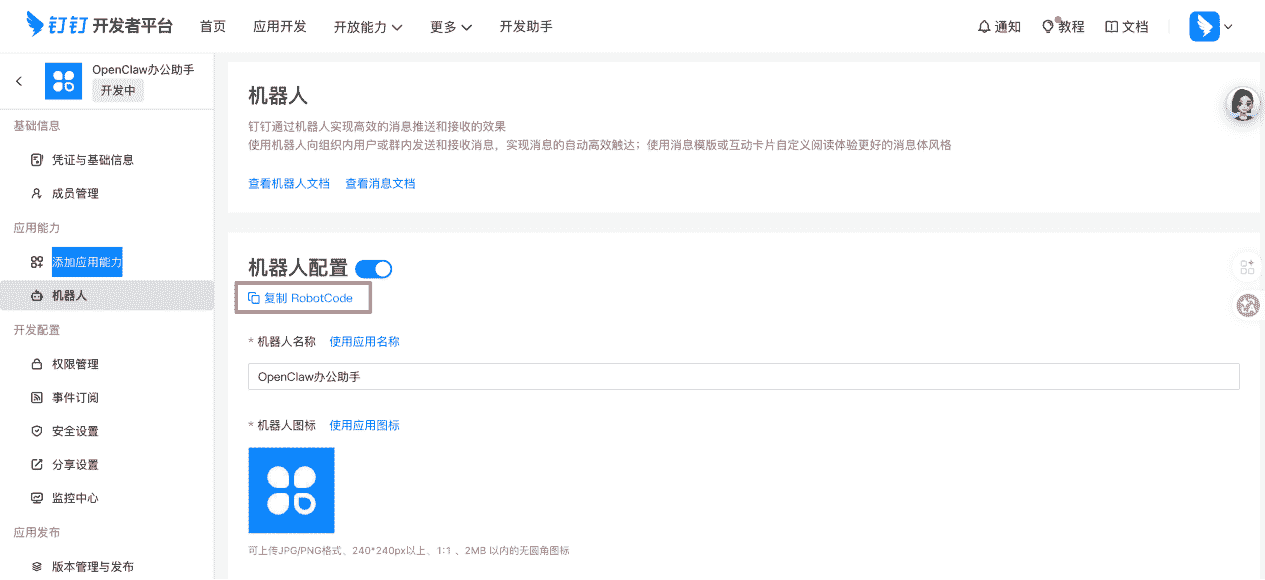 钉钉 开发者平台 首页 应用开发 开放能力 更多 开发助手 通知 教程 文档
OpenClaw办公助手
开发中
基础信息
凭证与基础信息
成员管理
应用能力
添加应用能力
机器人
开发配置
权限管理
事件订阅
安全设置
分享设置
监控中心
应用发布
版本管理与发布
机器人
钉钉通过机器人实现高效的消息推送和接收的效果
使用机器人向组织内用户或群内发送和接收消息，实现消息的自动高效触达；使用消息模版或互动卡片自定义阅读体验更好的消息体风格
查看机器人文档 查看消息文档
机器人配置
复制 RobotCode
* 机器人名称 使用应用名称
OpenClaw办公助手
* 机器人图标 使用应用图标
可上传JPG/PNG格式、240*240px以上、1:1 、2MB 以内的无圆角图标